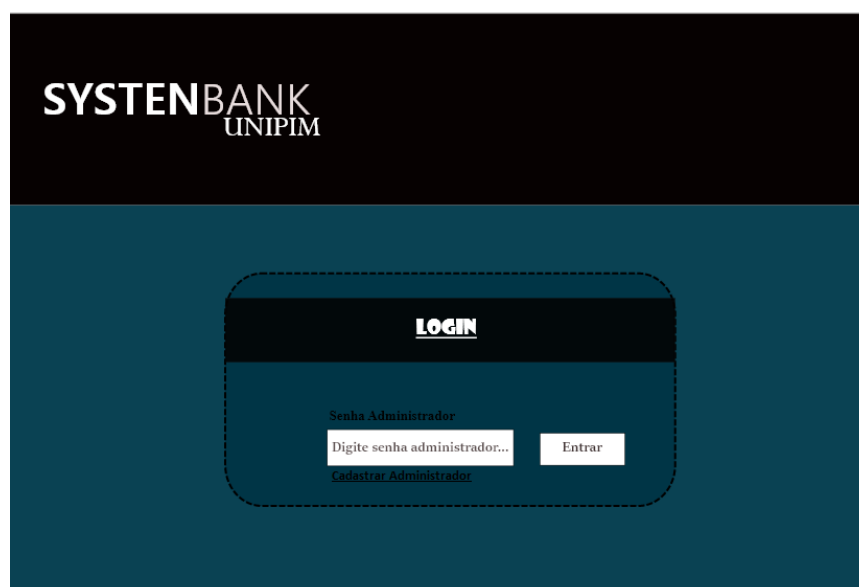 SYSTENBANK
UNIPIM
LOGIN
Senha Administrador
Digite senha administrador... Entrar
Cadastrar Administrador